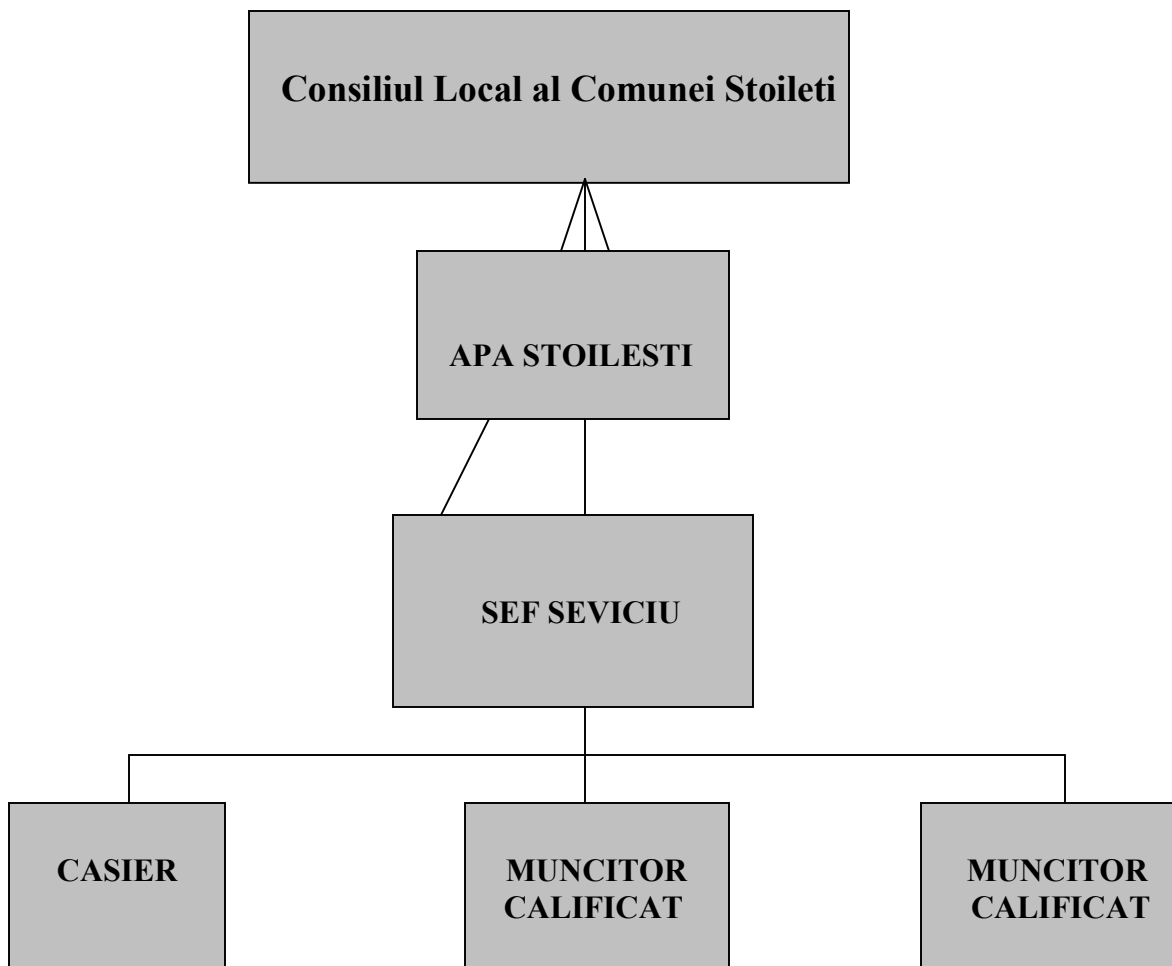 Consiliul Local al Comunei Stoileti
APA STOILESTI
SEF SEVICIU
CASIER
MUNCITOR
CALIFICAT
MUNCITOR
CALIFICAT